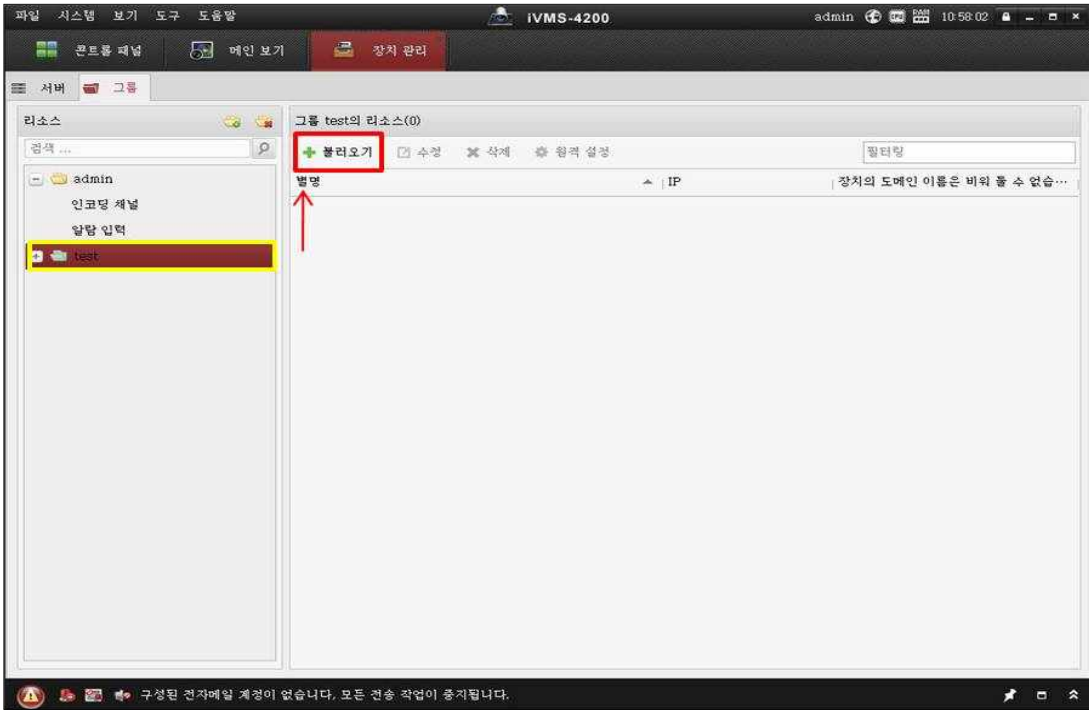 파일 시스템 보기 도구 도움말 iVMS-4200 admin 10:58:02
콘트롤 패널 메인 보기 장치 관리
서버 그룹
리소스 그룹 test의 리소스(0)
검색 ... 불러오기 수정 삭제 원격 설정 필터링
admin 별명 IP 장치의 도메인 이름은 비워 둘 수 없습…
인코딩 채널
알람 입력
test
구성된 전자메일 계정이 없습니다, 모든 전송 작업이 중지됩니다.